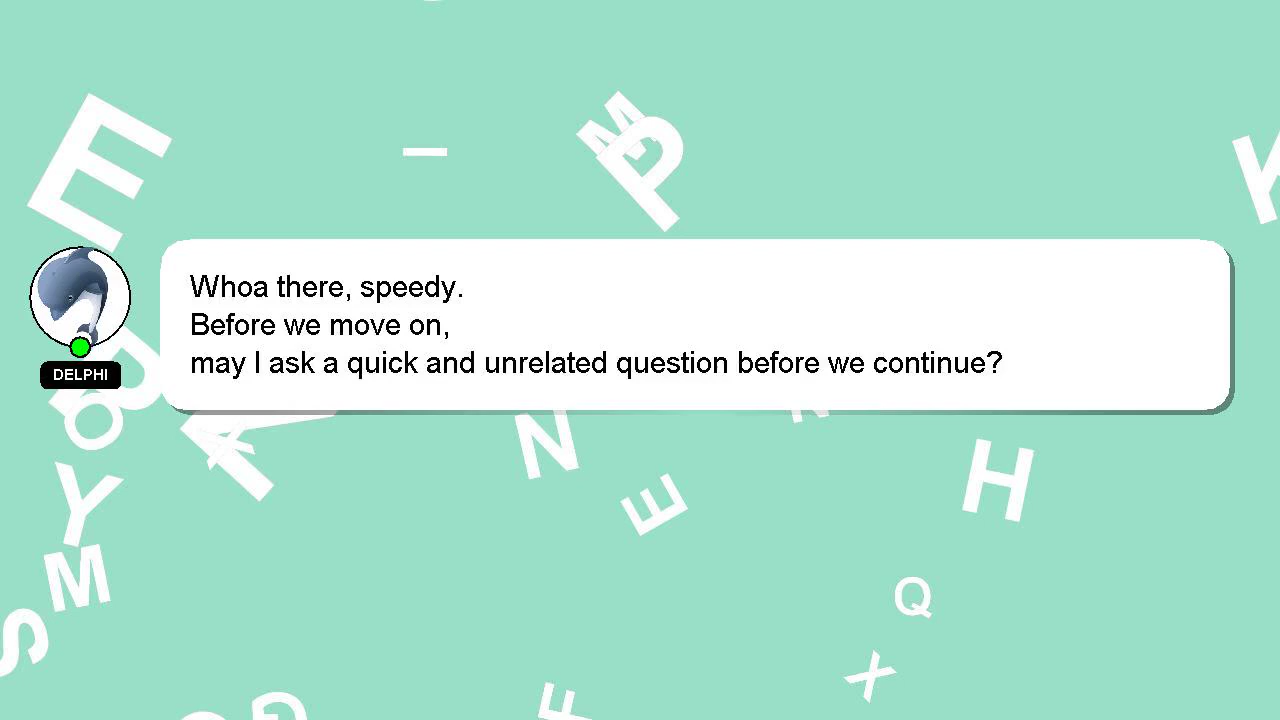 E
M
P
K
Whoa there, speedy.
Before we move on,
may I ask a quick and unrelated question before we continue?
DELPHI
N
H
E
Y
M
Q
S
X
F
G